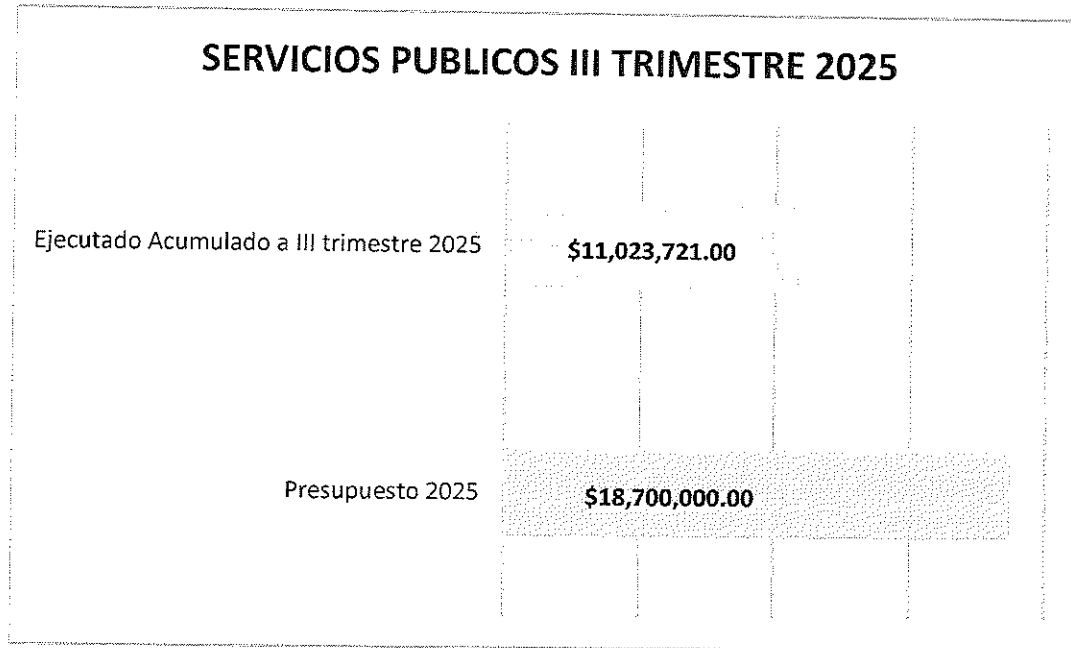 SERVICIOS PUBLICOS III TRIMESTRE 2025
Ejecutado Acumulado a III trimestre 2025
$11,023,721.00
Presupuesto 2025
$18,700,000.00